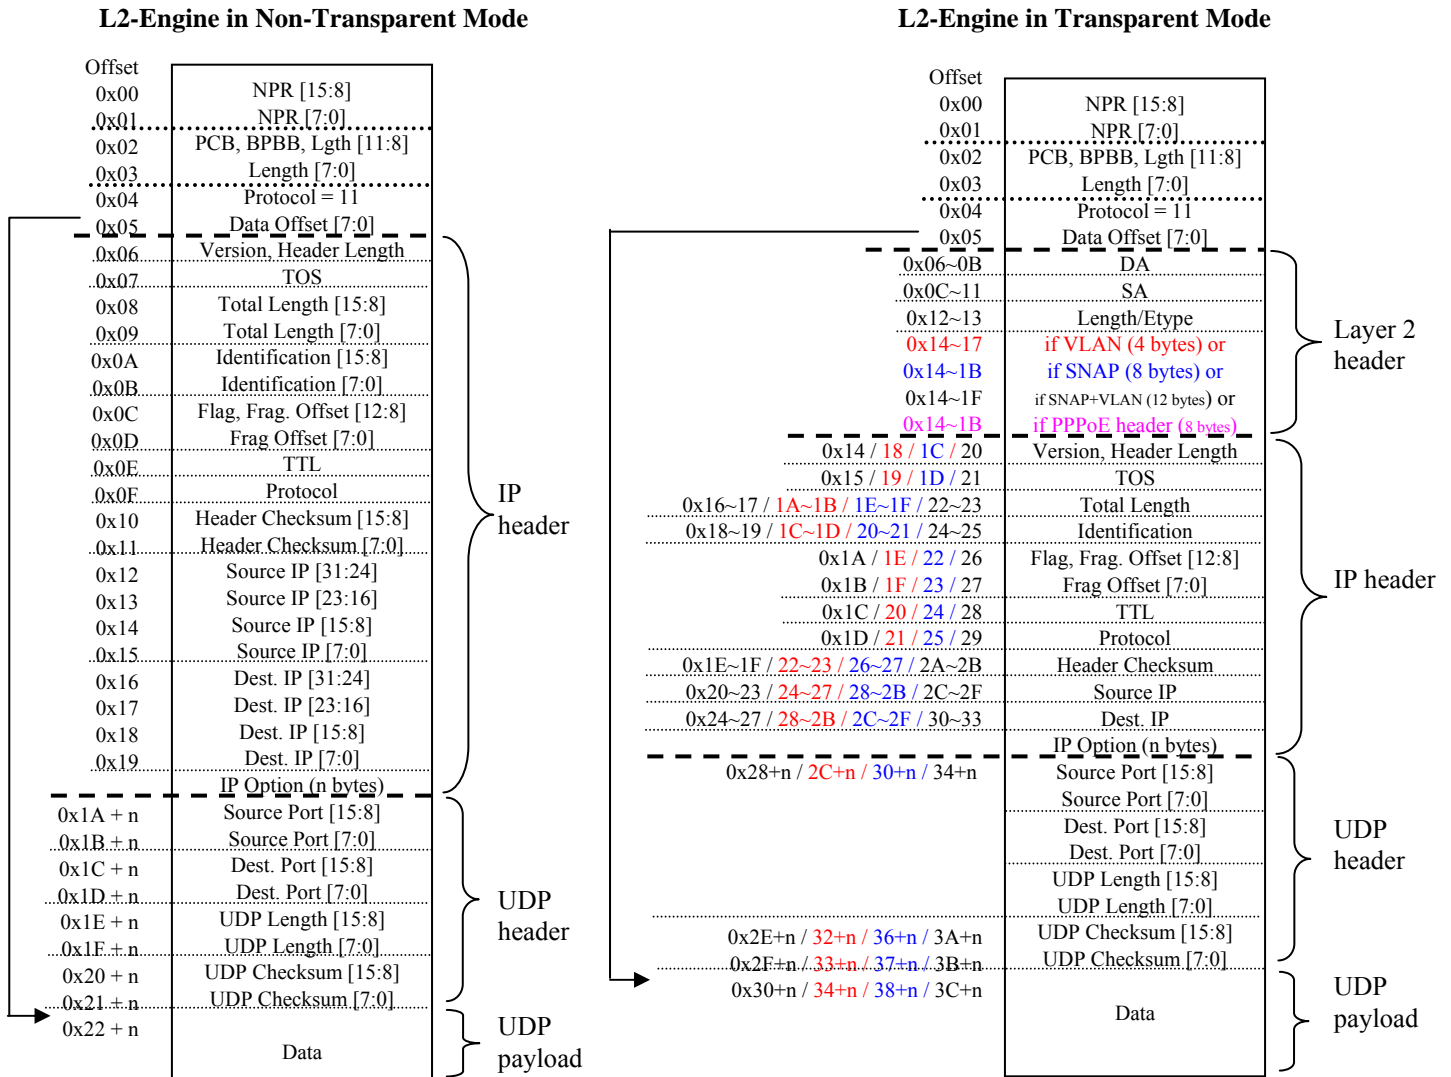 L2-Engine in Non-Transparent Mode
Offset
0x00 NPR [15:8]
0x01 NPR [7:0]
0x02 PCB, BPBB, Lgth [11:8]
0x03 Length [7:0]
0x04 Protocol = 11
0x05 Data Offset [7:0]
0x06 Version, Header Length
0x07 TOS
0x08 Total Length [15:8]
0x09 Total Length [7:0]
0x0A Identification [15:8]
0x0B Identification [7:0]
0x0C Flag, Frag. Offset [12:8]
0x0D Frag Offset [7:0]
0x0E TTL
0x0F Protocol
0x10 Header Checksum [15:8]
0x11 Header Checksum [7:0]
0x12 Source IP [31:24]
0x13 Source IP [23:16]
0x14 Source IP [15:8]
0x15 Source IP [7:0]
0x16 Dest. IP [31:24]
0x17 Dest. IP [23:16]
0x18 Dest. IP [15:8]
0x19 Dest. IP [7:0]
IP Option (n bytes)
IP
header
0x1A + n Source Port [15:8]
0x1B + n Source Port [7:0]
0x1C + n Dest. Port [15:8]
0x1D + n Dest. Port [7:0]
0x1E + n UDP Length [15:8]
0x1F + n UDP Length [7:0]
0x20 + n UDP Checksum [15:8]
0x21 + n UDP Checksum [7:0]
UDP
header
0x22 + n
Data
UDP
payload
L2-Engine in Transparent Mode
Offset
0x00 NPR [15:8]
0x01 NPR [7:0]
0x02 PCB, BPBB, Lgth [11:8]
0x03 Length [7:0]
0x04 Protocol = 11
0x05 Data Offset [7:0]
0x06~0B DA
0x0C~11 SA
0x12~13 Length/Etype
0x14~17 if VLAN (4 bytes) or
0x14~1B if SNAP (8 bytes) or
0x14~1F if SNAP+VLAN (12 bytes) or
0x14~1B if PPPoE header (8 bytes)
Layer 2
header
0x14 / 18 / 1C / 20 Version, Header Length
0x15 / 19 / 1D / 21 TOS
0x16~17 / 1A~1B / 1E~1F / 22~23 Total Length
0x18~19 / 1C~1D / 20~21 / 24~25 Identification
0x1A / 1E / 22 / 26 Flag, Frag. Offset [12:8]
0x1B / 1F / 23 / 27 Frag Offset [7:0]
0x1C / 20 / 24 / 28 TTL
0x1D / 21 / 25 / 29 Protocol
0x1E~1F / 22~23 / 26~27 / 2A~2B Header Checksum
0x20~23 / 24~27 / 28~2B / 2C~2F Source IP
0x24~27 / 28~2B / 2C~2F / 30~33 Dest. IP
IP Option (n bytes)
IP header
0x28+n / 2C+n / 30+n / 34+n Source Port [15:8]
Source Port [7:0]
Dest. Port [15:8]
Dest. Port [7:0]
UDP Length [15:8]
UDP Length [7:0]
0x2E+n / 32+n / 36+n / 3A+n UDP Checksum [15:8]
0x2F+n / 33+n / 37+n / 3B+n UDP Checksum [7:0]
UDP
header
0x30+n / 34+n / 38+n / 3C+n
Data
UDP
payload